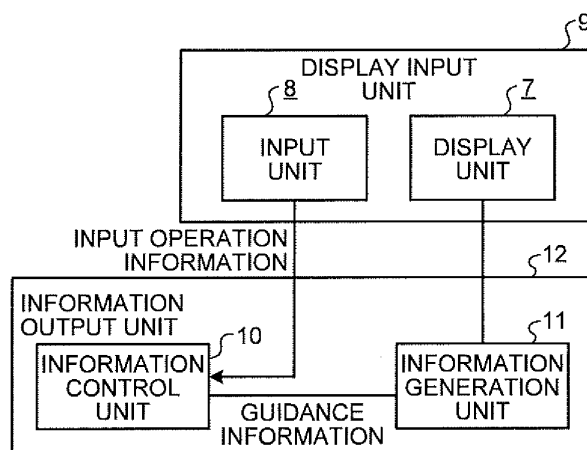 9
DISPLAY INPUT
UNIT
8
7
INPUT
UNIT
DISPLAY
UNIT
INPUT OPERATION
INFORMATION
12
INFORMATION
OUTPUT UNIT
10
11
INFORMATION
CONTROL
UNIT
INFORMATION
GENERATION
UNIT
GUIDANCE
INFORMATION